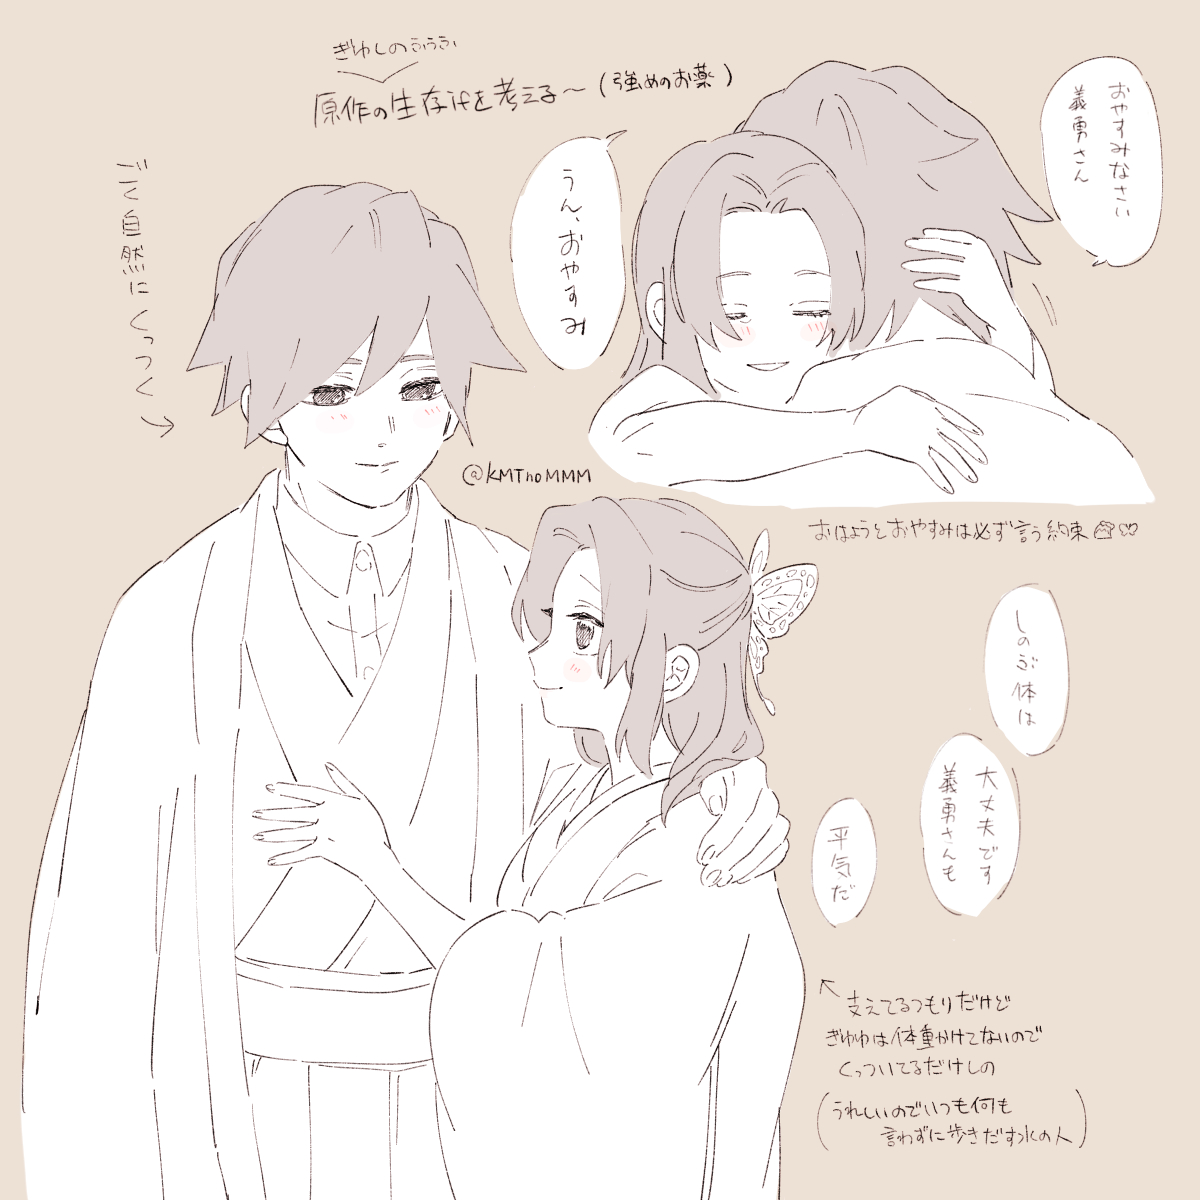 ぎゆしのふうふ
原作の生存ifを考える〜(強めのお薬)
おやすみなさい
義勇さん
うん、おやすみ
おはようとおやすみは必ず言う約束
ごく自然にくっつく→
@KMTnoMMM
しのぶ体は
大丈夫です
義勇さんも
平気だ
支えてるつもりだけど
ぎゆゆは体重かけてないので
くっついてるだけしの
(うれしいのでいつも何も
言わずに歩きだす水の人)